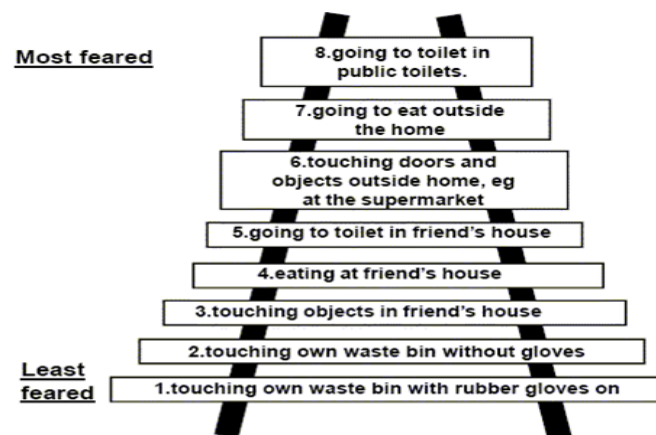 Most feared
8.going to toilet in
public toilets.
7.going to eat outside
the home
6.touching doors and
objects outside home, eg
at the supermarket
5.going to toilet in friend's house
4.eating at friend's house
3.touching objects in friend's house
2.touching own waste bin without gloves
Least
feared
1.touching own waste bin with rubber gloves on